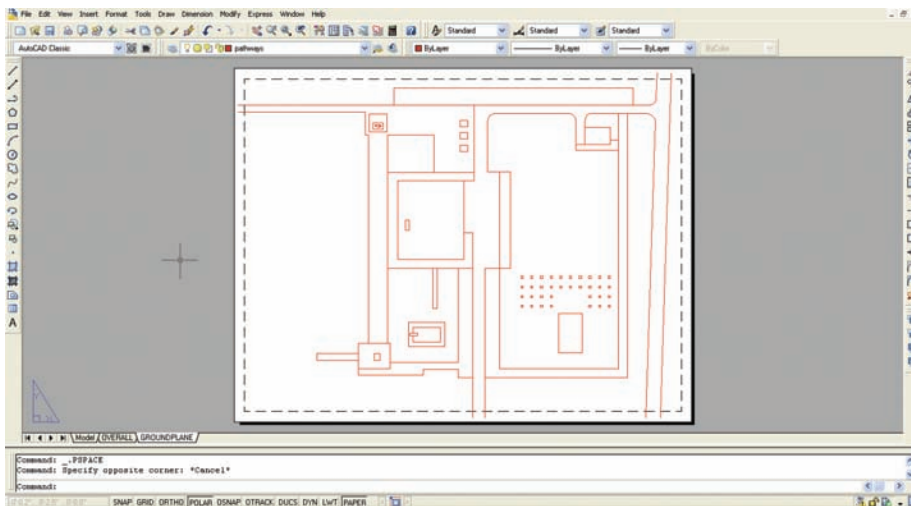 File Edit View Insert Format Tools Draw Dimension Modify Express Window Help
Standard Standard Standard
AutoCAD Classic pathways ByLayer ByLayer ByLayer ByColor
Model OVERALL GROUNDPLANE
Command: _.PSPACE
Command: Specify opposite corner: *Cancel*
Command:
SNAP GRID ORTHO POLAR OSNAP OTRACK DUCS DYN LWT PAPER